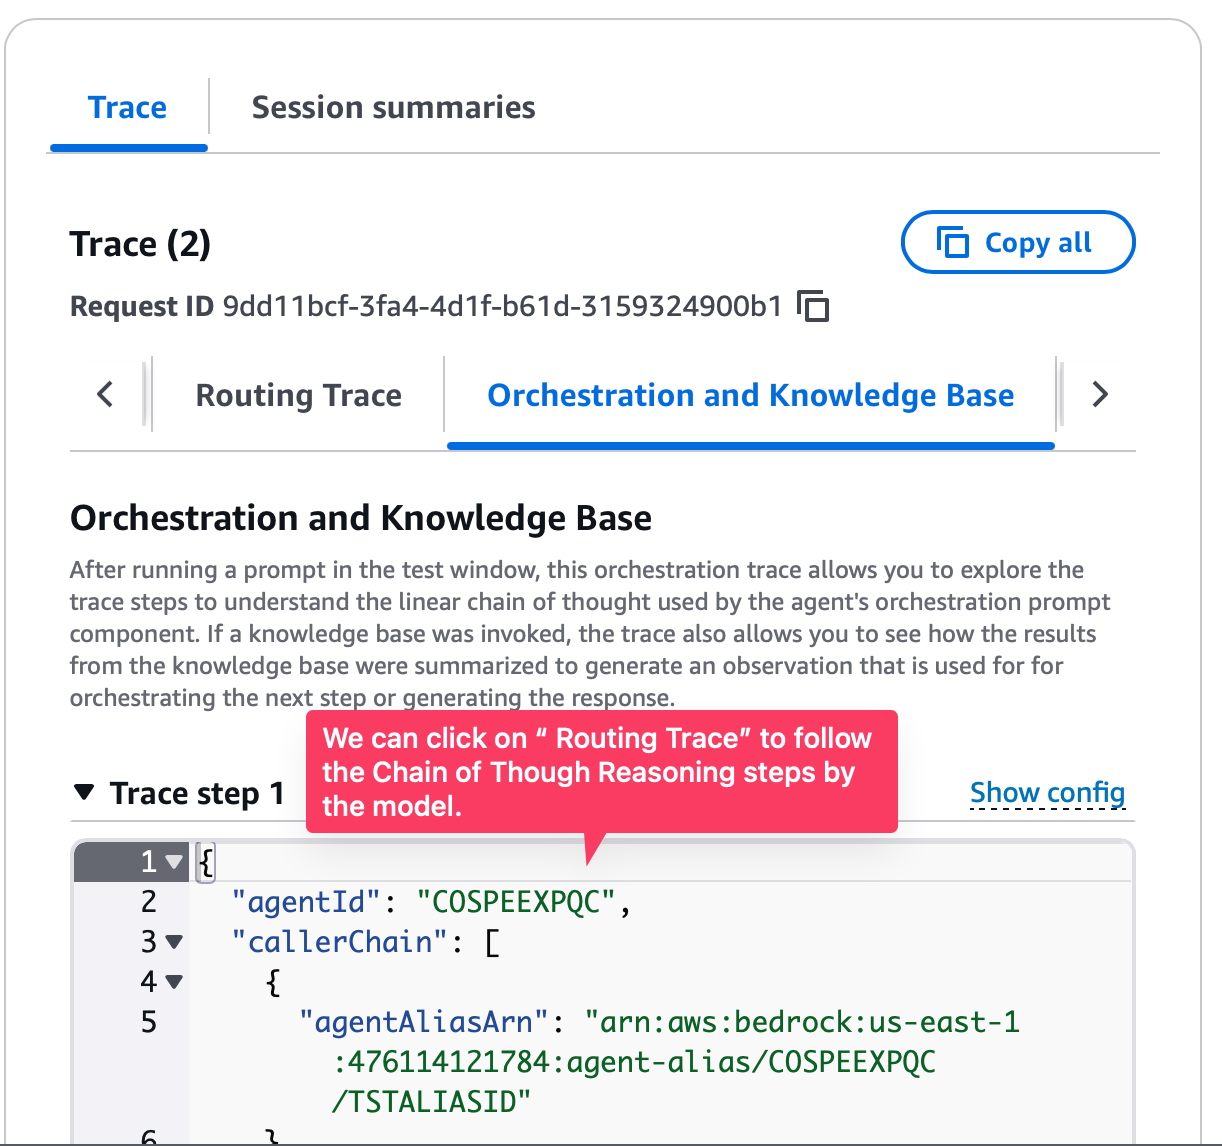 Trace
Session summaries
Trace (2)
Copy all
Request ID 9dd11bcf-3fa4-4d1f-b61d-3159324900b1
Routing Trace
Orchestration and Knowledge Base
Orchestration and Knowledge Base
After running a prompt in the test window, this orchestration trace allows you to explore the
trace steps to understand the linear chain of thought used by the agent's orchestration prompt
component. If a knowledge base was invoked, the trace also allows you to see how the results
from the knowledge base were summarized to generate an observation that is used for for
orchestrating the next step or generating the response.
We can click on “ Routing Trace” to follow
the Chain of Though Reasoning steps by
the model.
Trace step 1
Show config
1 {
2 "agentId": "COSPEEXPQC",
3 "callerChain": [
4 {
5 "agentAliasArn": "arn:aws:bedrock:us-east-1
:476114121784:agent-alias/COSPEEXPQC
/TSTALIASID"
6 }